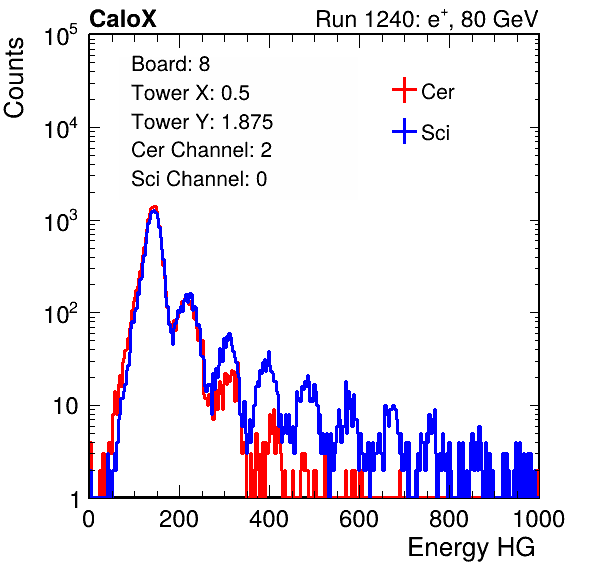 CaloX Run 1240: e⁺, 80 GeV
Counts
10⁵
10⁴
10³
10²
10
1
Board: 8
Tower X: 0.5
Tower Y: 1.875
Cer Channel: 2
Sci Channel: 0
Cer
Sci
0 200 400 600 800 1000
Energy HG